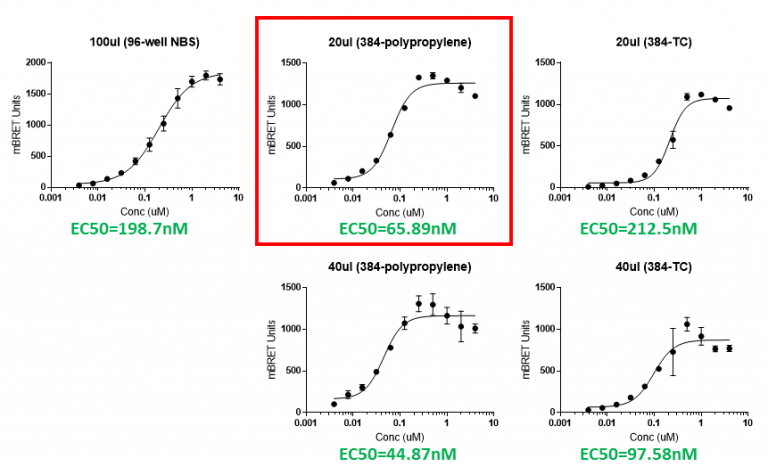 100ul (96-well NBS)
mBRET Units
2000
1500
1000
500
0
0.001 0.01 0.1 1 10
Conc (uM)
EC50=198.7nM
20ul (384-polypropylene)
mBRET Units
1500
1000
500
0
0.001 0.01 0.1 1 10
Conc (uM)
EC50=65.89nM
20ul (384-TC)
mBRET Units
1500
1000
500
0
0.001 0.01 0.1 1 10
Conc (uM)
EC50=212.5nM
40ul (384-polypropylene)
mBRET Units
1500
1000
500
0
0.001 0.01 0.1 1 10
Conc (uM)
EC50=44.87nM
40ul (384-TC)
mBRET Units
1500
1000
500
0
0.001 0.01 0.1 1 10
Conc (uM)
EC50=97.58nM